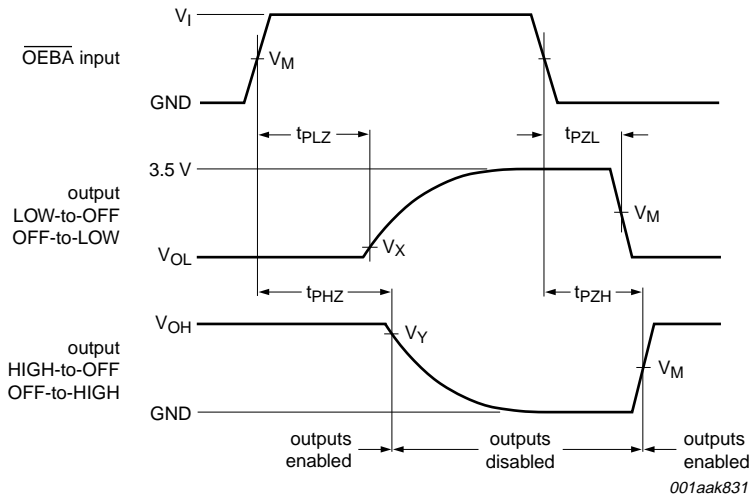 V_I
OEBA input
V_M
GND
t_PLZ
t_PZL
3.5 V
output
LOW-to-OFF
OFF-to-LOW
V_M
V_X
V_OL
t_PHZ
t_PZH
V_OH
V_Y
output
HIGH-to-OFF
OFF-to-HIGH
V_M
GND
outputs
enabled
outputs
disabled
outputs
enabled
001aak831